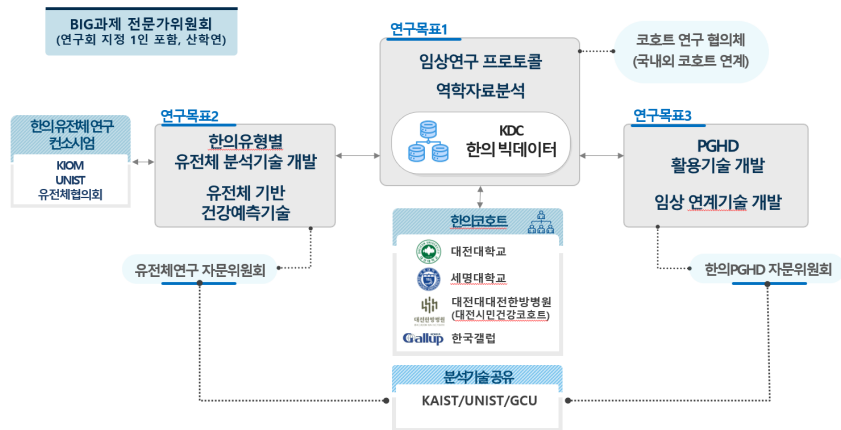 BIG과제 전문가위원회
(연구회 지정 1인 포함, 산학연)
연구목표1
임상연구 프로토콜
역학자료분석
KDC
한의 빅데이터
코호트 연구 협의체
(국내외 코호트 연계)
한의 유전체 연구
컨소시엄
KIOM
UNIST
유전체협의회
연구목표2
한의유형별
유전체 분석기술 개발
유전체 기반
건강예측기술
연구목표3
PGHD
활용기술 개발
임상 연계기술 개발
한의코호트
대전대학교
세명대학교
대전한방병원
대전대대전한방병원
(대전시민건강코호트)
Gallup
한국갤럽
유전체연구 자문위원회
한의PGHD 자문위원회
분석기술 공유
KAIST/UNIST/GCU